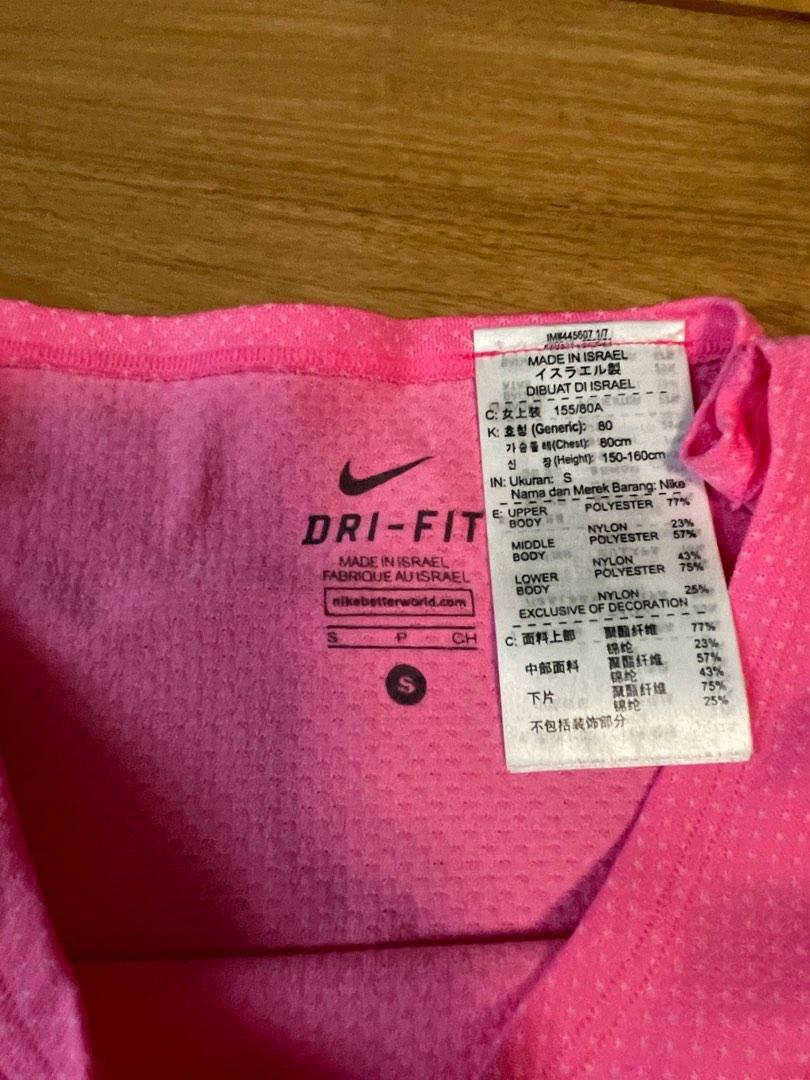 DRI-FIT
MADE IN ISRAEL
FABRIQUE AU ISRAEL
nikebetterworld.com
S P CH
S
IM#445607 1/7
MADE IN ISRAEL
イスラエル製
DIBUAT DI ISRAEL
C: 女上装 155/80A
K: 호칭 (Generic): 80
가슴둘레(Chest): 80cm
신 장(Height): 150-160cm
IN: Ukuran: S
Nama dan Merek Barang: Nike
E: UPPER BODY POLYESTER 77%
NYLON 23%
MIDDLE BODY POLYESTER 57%
NYLON 43%
LOWER BODY POLYESTER 75%
NYLON 25%
EXCLUSIVE OF DECORATION
C: 面料上部 聚酯纤维 77%
锦纶 23%
中部面料 聚酯纤维 57%
锦纶 43%
下片 聚酯纤维 75%
锦纶 25%
不包括装饰部分